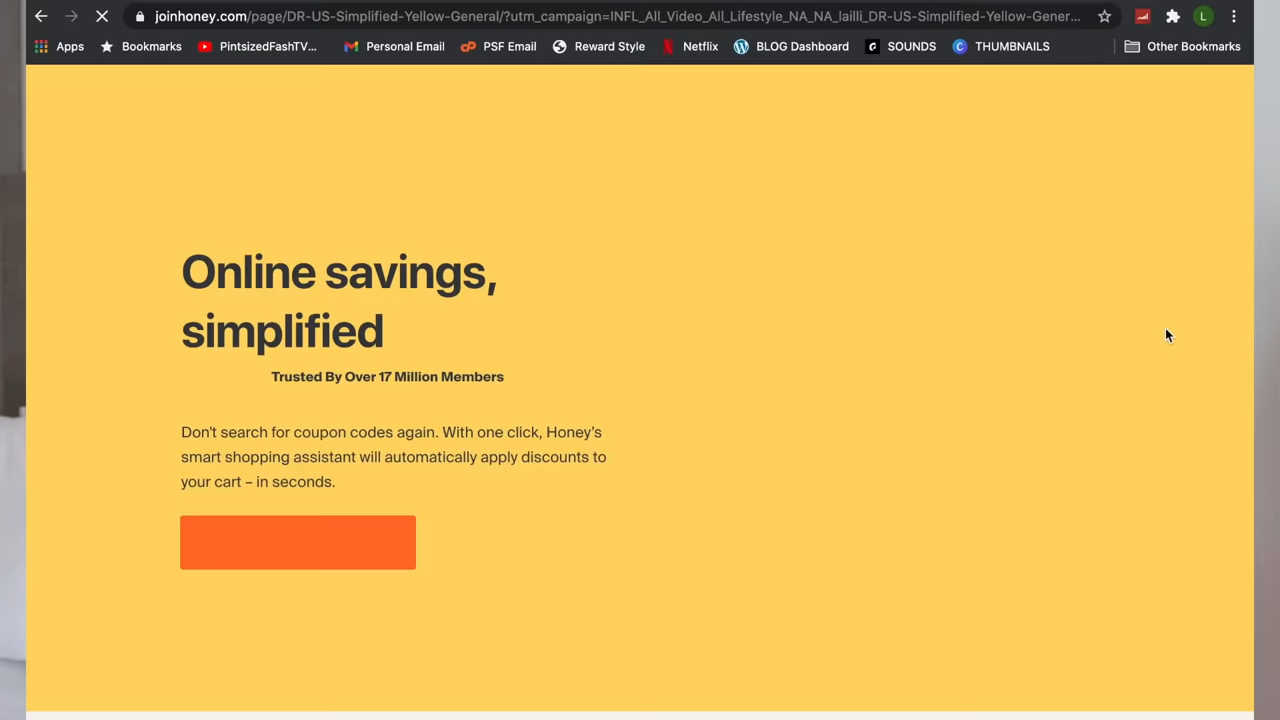 joinhoney.com/page/DR-US-Simplified-Yellow-General/?utm_campaign=INFL_All_Video_All_Lifestyle_NA_NA_lailli_DR-US-Simplified-Yellow-Gener...
L
Apps Bookmarks PintsizedFashTV... Personal Email PSF Email Reward Style Netflix BLOG Dashboard SOUNDS THUMBNAILS Other Bookmarks
Online savings,
simplified
Trusted By Over 17 Million Members
Don't search for coupon codes again. With one click, Honey's
smart shopping assistant will automatically apply discounts to
your cart – in seconds.